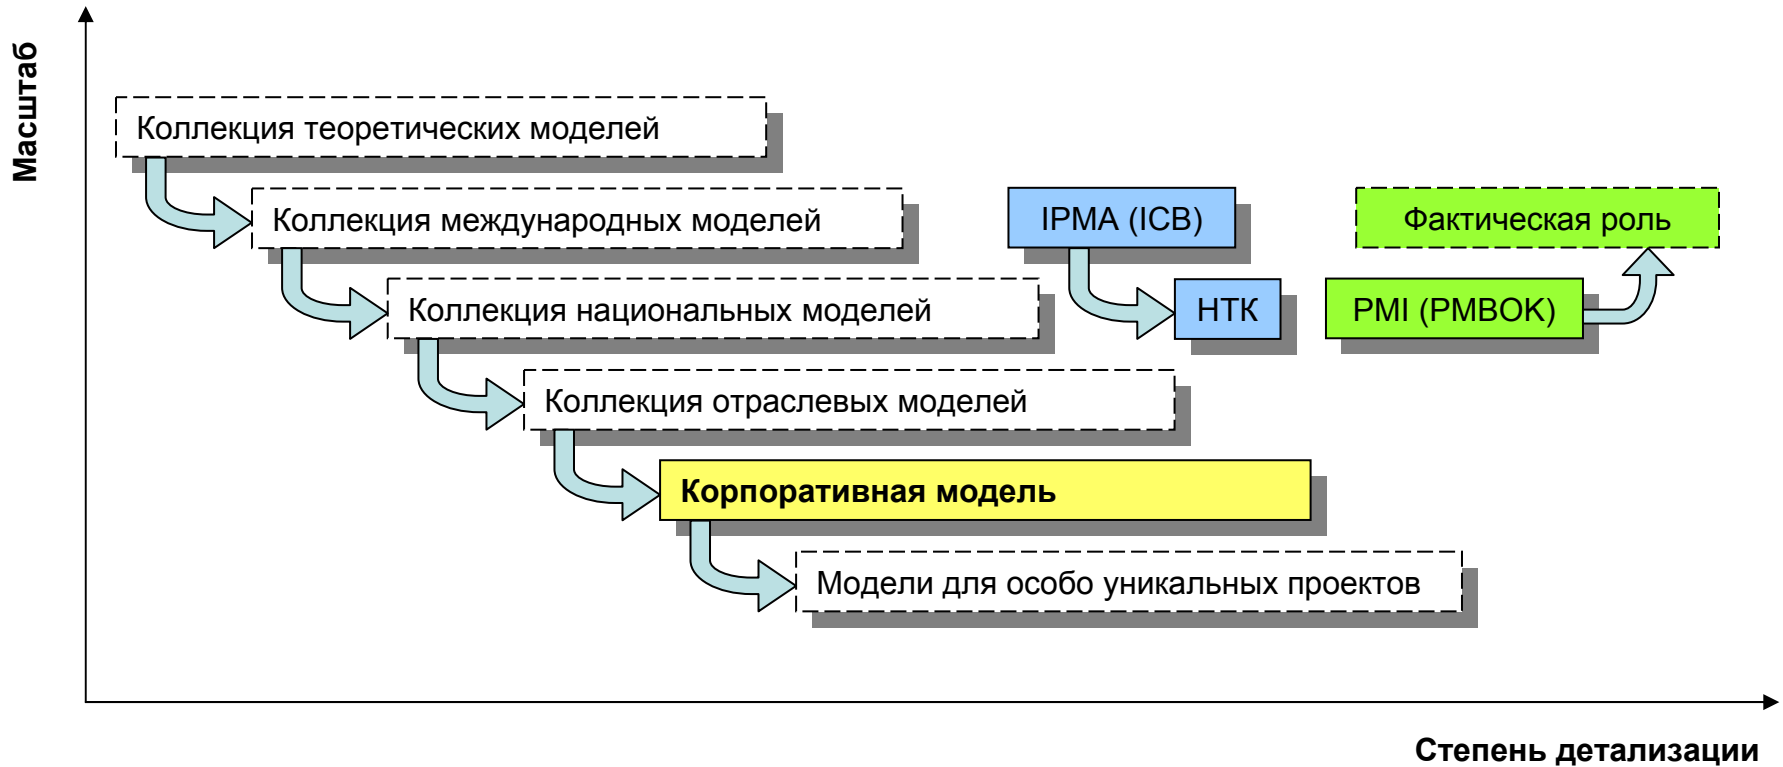 Масштаб
Коллекция теоретических моделей
Коллекция международных моделей
IPMA (ICB)
Фактическая роль
Коллекция национальных моделей
НТК
PMI (PMBOK)
Коллекция отраслевых моделей
Корпоративная модель
Модели для особо уникальных проектов
Степень детализации